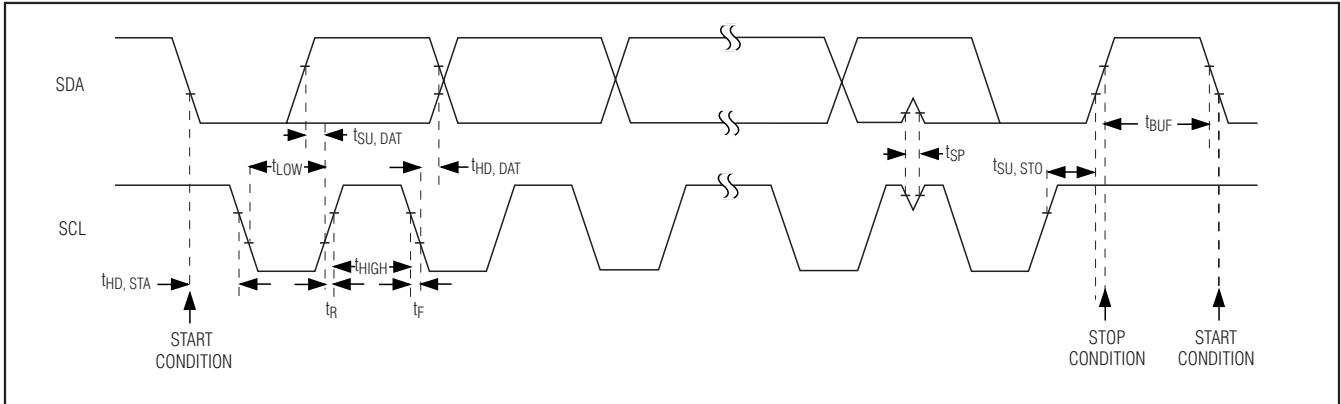 SDA
tSU, DAT
tBUF
tLOW
tHD, DAT
tSP
tSU, STO
SCL
tHIGH
tHD, STA
tR
tF
START
CONDITION
STOP
CONDITION
START
CONDITION